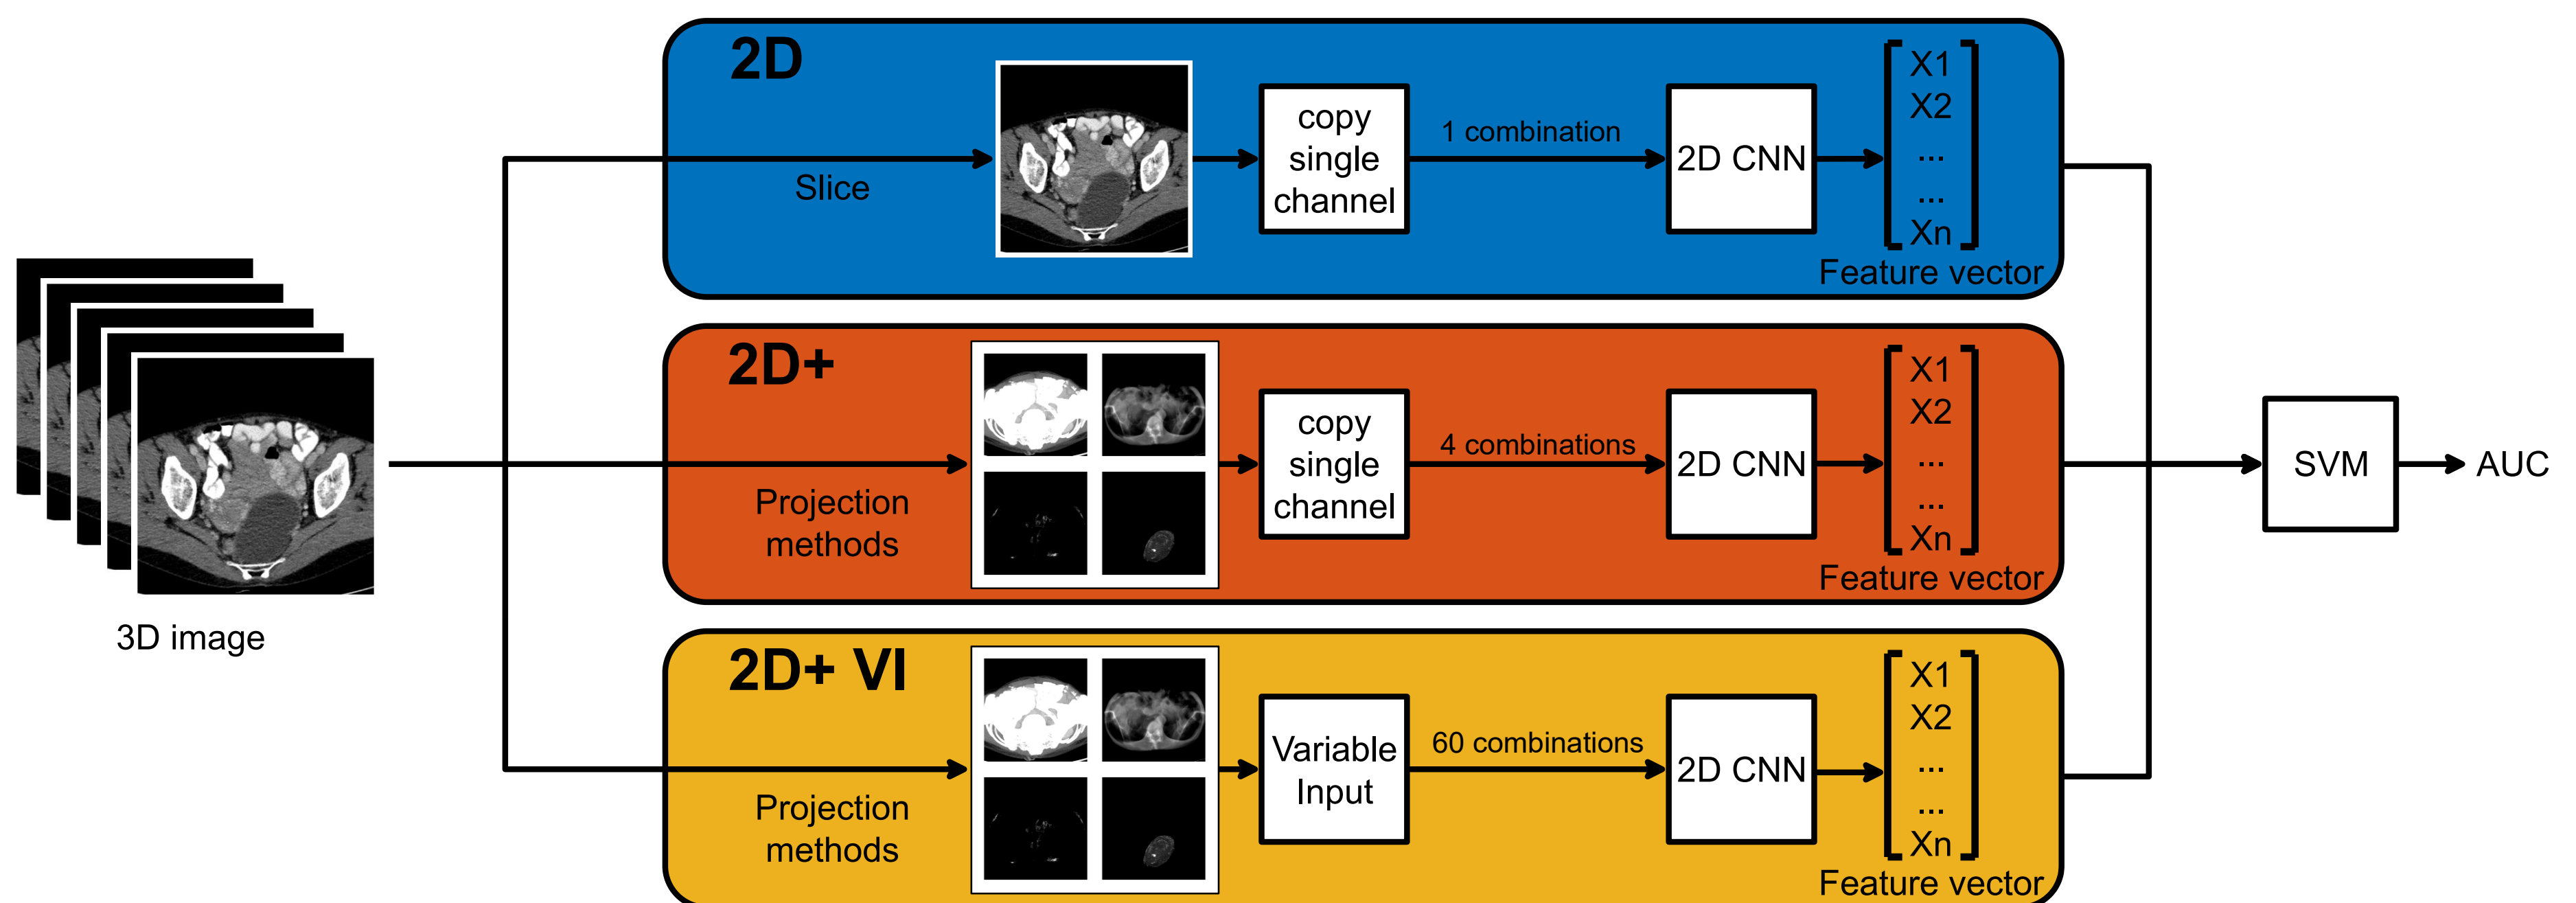 3D image
2D
Slice
copy
single
channel
1 combination
2D CNN
X1
X2
...
...
Xn
Feature vector
2D+
Projection
methods
copy
single
channel
4 combinations
2D CNN
X1
X2
...
...
Xn
Feature vector
2D+ VI
Projection
methods
Variable
Input
60 combinations
2D CNN
X1
X2
...
...
Xn
Feature vector
SVM
AUC